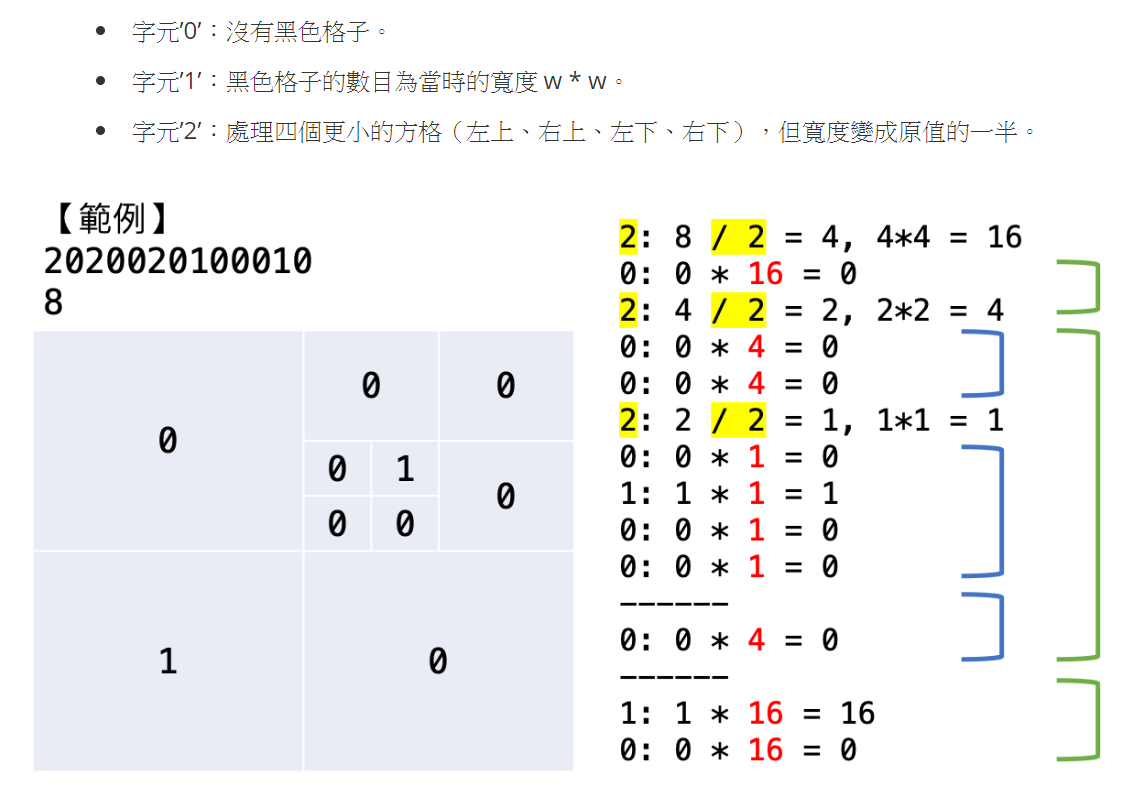 • 字元’0’：沒有黑色格子。
• 字元’1’：黑色格子的數目為當時的寬度 w * w。
• 字元’2’：處理四個更小的方格（左上、右上、左下、右下），但寬度變成原值的一半。
【範例】
2020020100010
8
0
0
0
0 1
0
0 0
1
0
2: 8 / 2 = 4, 4*4 = 16
0: 0 * 16 = 0
2: 4 / 2 = 2, 2*2 = 4
0: 0 * 4 = 0
0: 0 * 4 = 0
2: 2 / 2 = 1, 1*1 = 1
0: 0 * 1 = 0
1: 1 * 1 = 1
0: 0 * 1 = 0
0: 0 * 1 = 0
------
0: 0 * 4 = 0
------
1: 1 * 16 = 16
0: 0 * 16 = 0